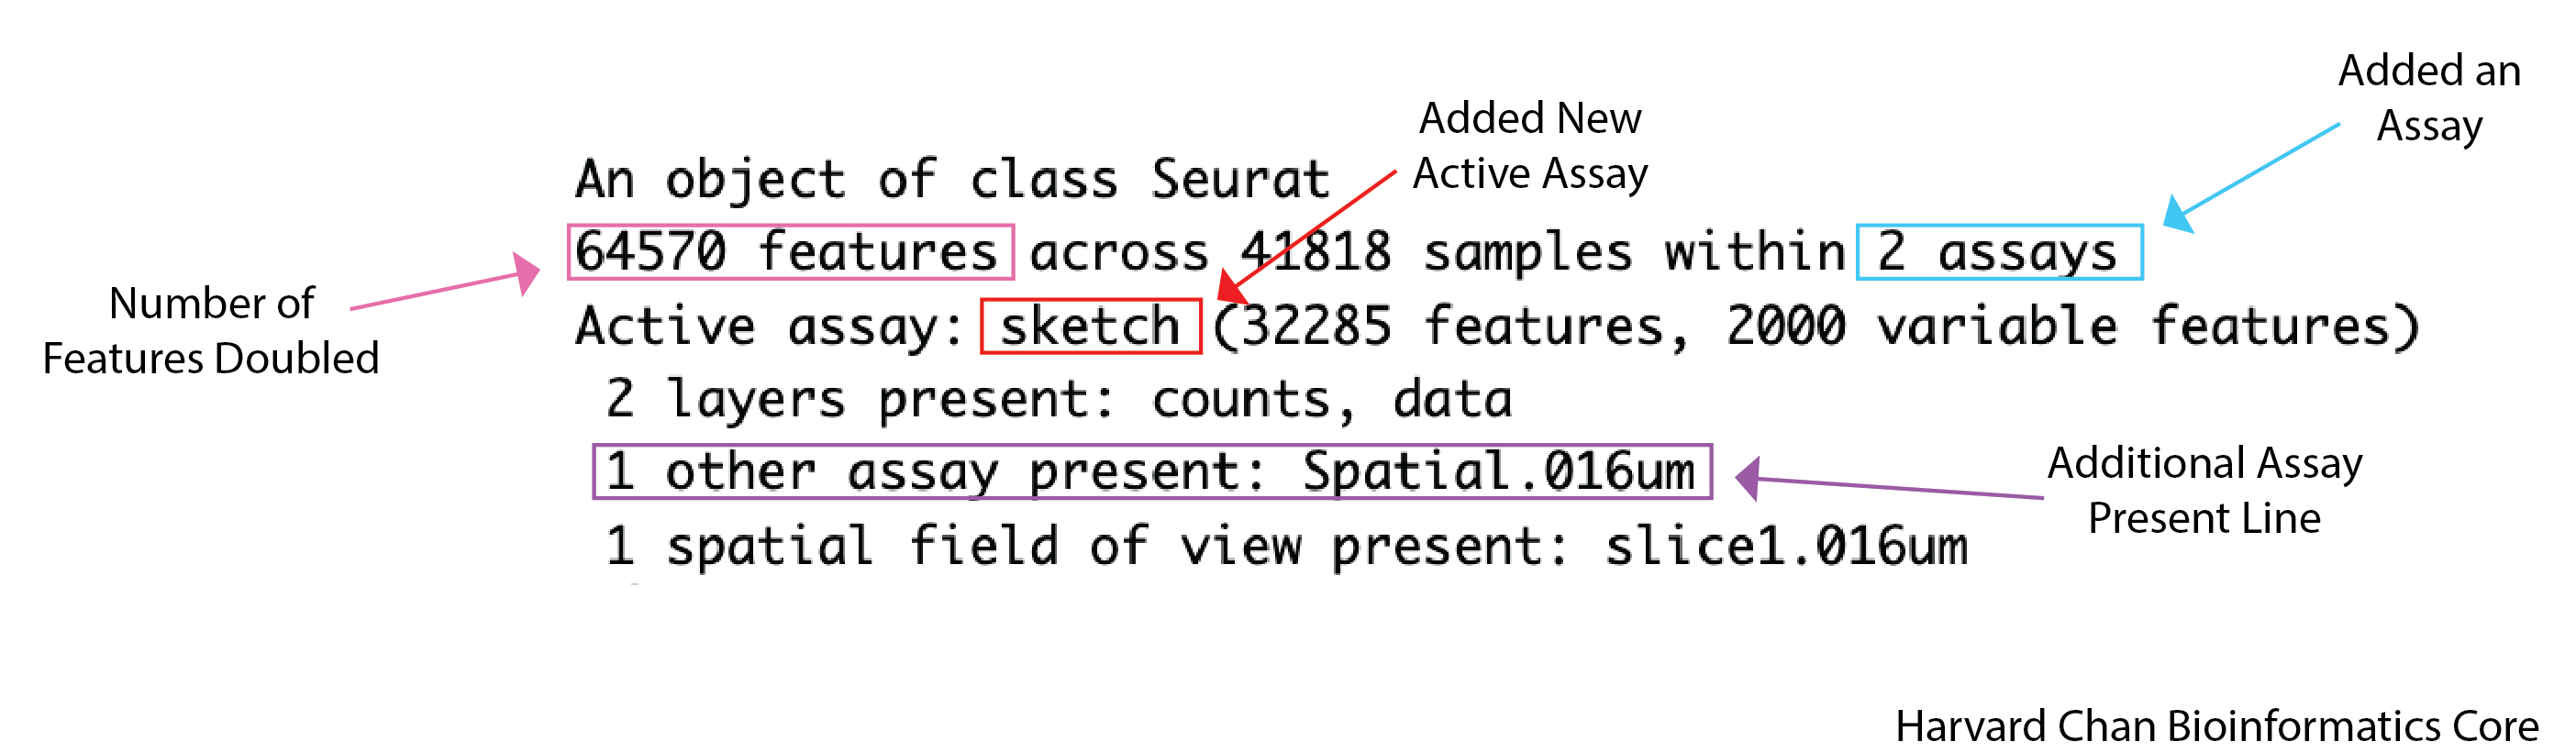 Added an
Assay
Added New
Active Assay
An object of class Seurat
64570 features across 41818 samples within 2 assays
Number of
Features Doubled
Active assay: sketch (32285 features, 2000 variable features)
2 layers present: counts, data
1 other assay present: Spatial.016um
Additional Assay
Present Line
1 spatial field of view present: slice1.016um
Harvard Chan Bioinformatics Core